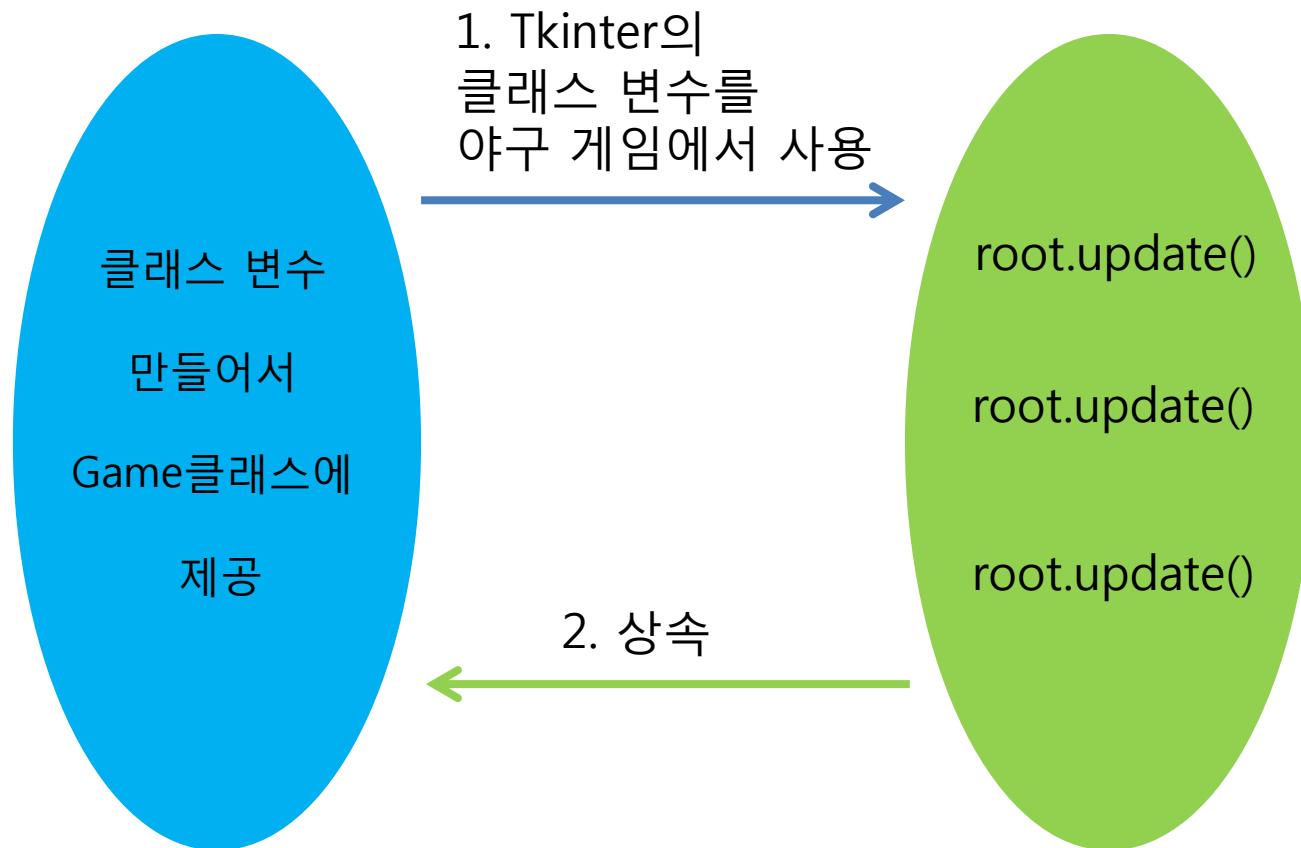 1. Tkinter의
클래스 변수를
야구 게임에서 사용
클래스 변수
만들어서
Game클래스에
제공
root.update()
root.update()
root.update()
2. 상속